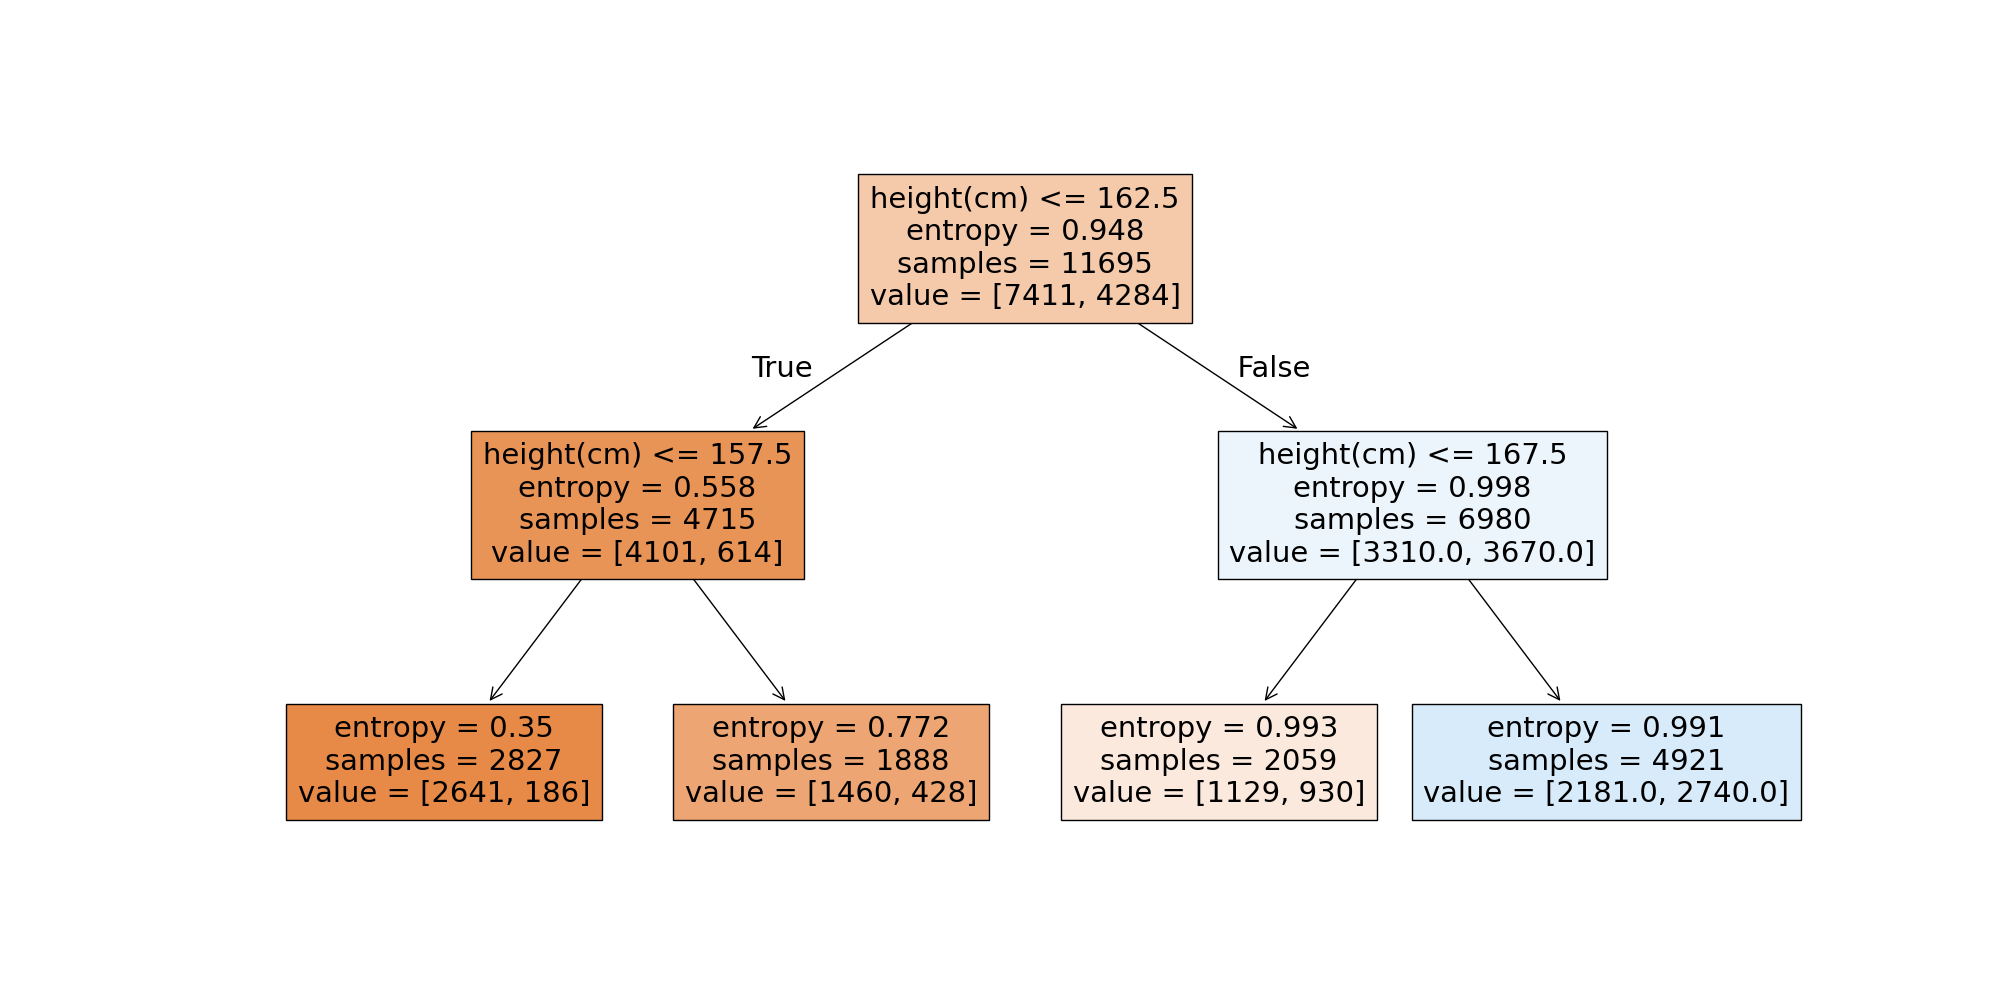 height(cm) <= 162.5
entropy = 0.948
samples = 11695
value = [7411, 4284]
True
False
height(cm) <= 157.5
entropy = 0.558
samples = 4715
value = [4101, 614]
height(cm) <= 167.5
entropy = 0.998
samples = 6980
value = [3310.0, 3670.0]
entropy = 0.35
samples = 2827
value = [2641, 186]
entropy = 0.772
samples = 1888
value = [1460, 428]
entropy = 0.993
samples = 2059
value = [1129, 930]
entropy = 0.991
samples = 4921
value = [2181.0, 2740.0]